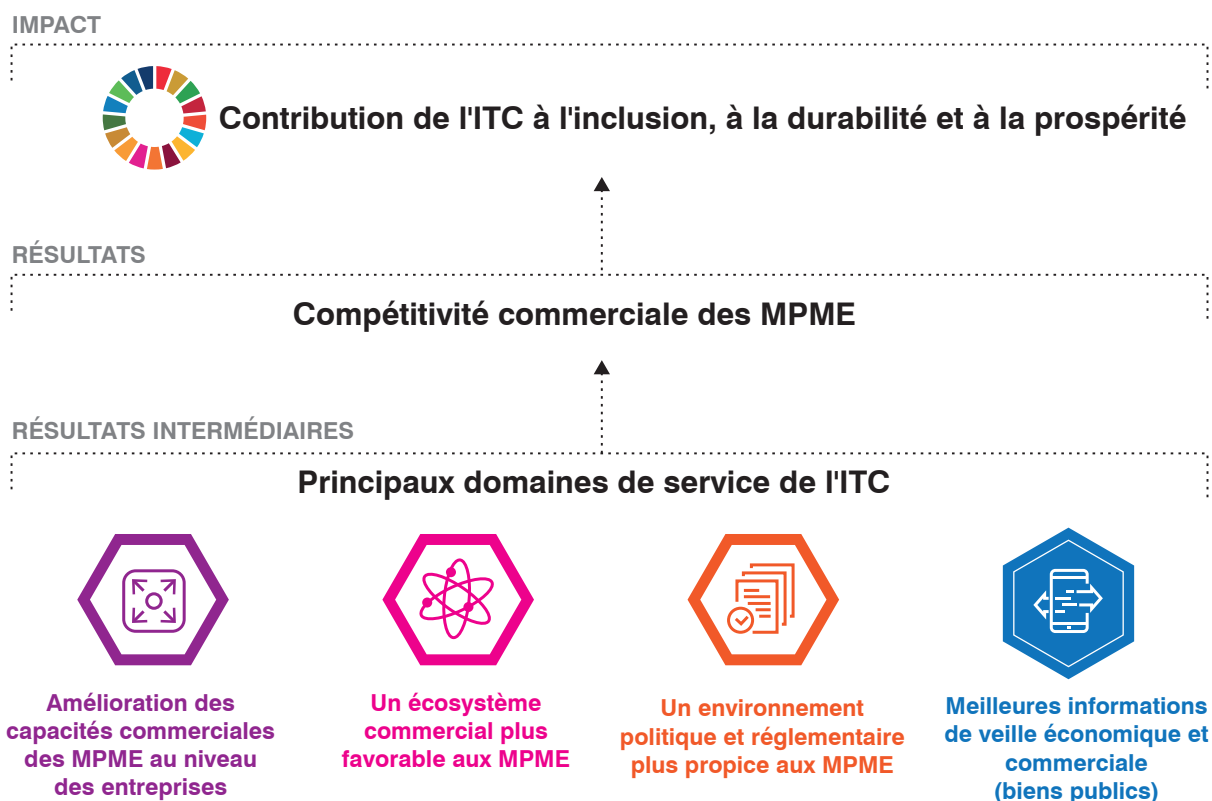 IMPACT
Contribution de l'ITC à l'inclusion, à la durabilité et à la prospérité
RÉSULTATS
Compétitivité commerciale des MPME
RÉSULTATS INTERMÉDIAIRES
Principaux domaines de service de l'ITC
Amélioration des
capacités commerciales
des MPME au niveau
des entreprises
Un écosystème
commercial plus
favorable aux MPME
Un environnement
politique et réglementaire
plus propice aux MPME
Meilleures informations
de veille économique et
commerciale
(biens publics)